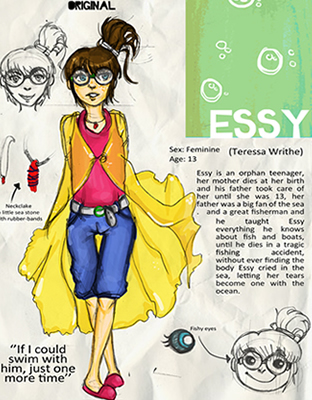 ORIGINAL
ESSY
Sex: Feminine (Teressa Writhe)
Age: 13
Essy is an orphan teenager,
her mother dies at her birth
and his father took care of
her until she was 13, her
father was a big fan of the sea
and a great fisherman and
he taught Essy
everything he knows
about fish and boats,
until he dies in a tragic
fishing accident,
without ever finding the
body Essy cried in the
sea, letting her tears
become one with the
ocean.
Necklake
little sea stone
with rubber-bands
Fishy eyes
"If I could
swim with
him, just one
more time"